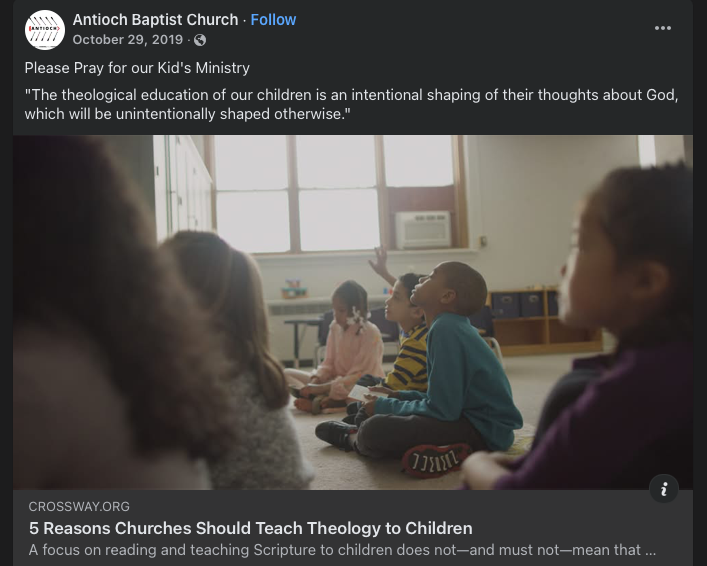 ANTIOCH
Antioch Baptist Church · Follow
October 29, 2019 ·
Please Pray for our Kid's Ministry
"The theological education of our children is an intentional shaping of their thoughts about God,
which will be unintentionally shaped otherwise."
CROSSWAY.ORG
5 Reasons Churches Should Teach Theology to Children
A focus on reading and teaching Scripture to children does not—and must not—mean that ...